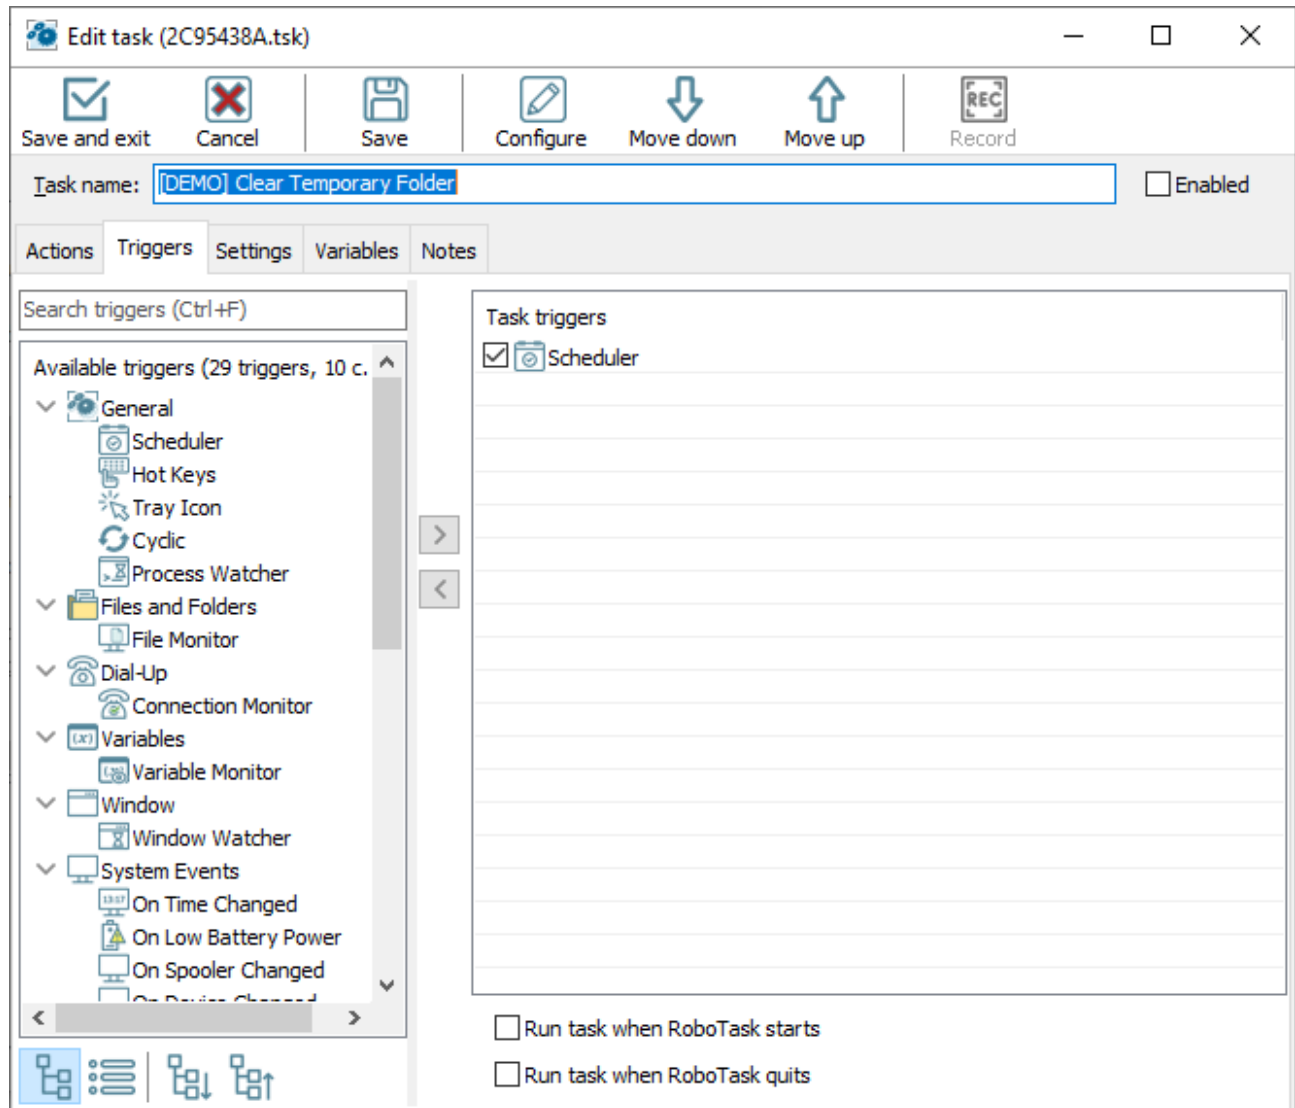 Edit task (2C95438A.tsk)
Save and exit Cancel Save Configure Move down Move up REC Record
Task name: [DEMO] Clear Temporary Folder Enabled
Actions Triggers Settings Variables Notes
Search triggers (Ctrl+F)
Available triggers (29 triggers, 10 c.
General
Scheduler
Hot Keys
Tray Icon
Cyclic
Process Watcher
Files and Folders
File Monitor
Dial-Up
Connection Monitor
Variables
Variable Monitor
Window
Window Watcher
System Events
On Time Changed
On Low Battery Power
On Spooler Changed
On Device Changed
Task triggers
Scheduler
Run task when RoboTask starts
Run task when RoboTask quits